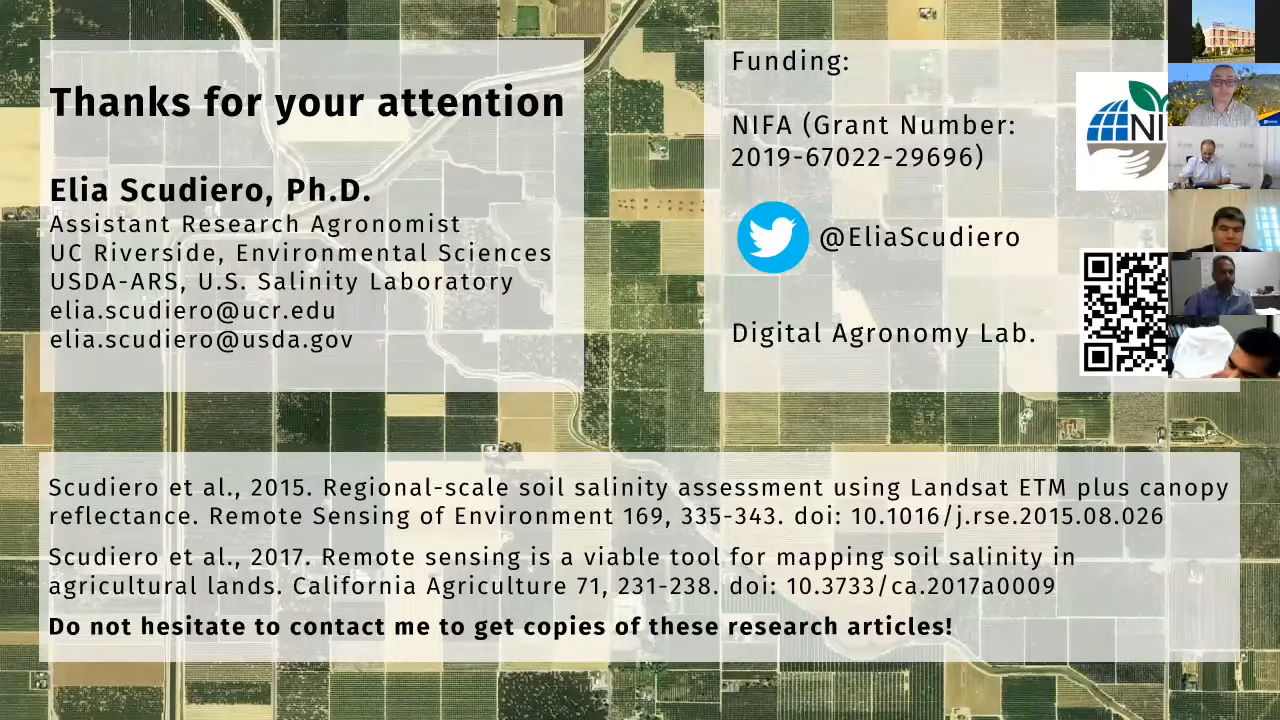 Thanks for your attention
Elia Scudiero, Ph.D.
Assistant Research Agronomist
UC Riverside, Environmental Sciences
USDA-ARS, U.S. Salinity Laboratory
elia.scudiero@ucr.edu
elia.scudiero@usda.gov
Funding:
NIFA (Grant Number:
2019-67022-29696)
NI
@EliaScudiero
Digital Agronomy Lab.
Scudiero et al., 2015. Regional-scale soil salinity assessment using Landsat ETM plus canopy
reflectance. Remote Sensing of Environment 169, 335-343. doi: 10.1016/j.rse.2015.08.026
Scudiero et al., 2017. Remote sensing is a viable tool for mapping soil salinity in
agricultural lands. California Agriculture 71, 231-238. doi: 10.3733/ca.2017a0009
Do not hesitate to contact me to get copies of these research articles!